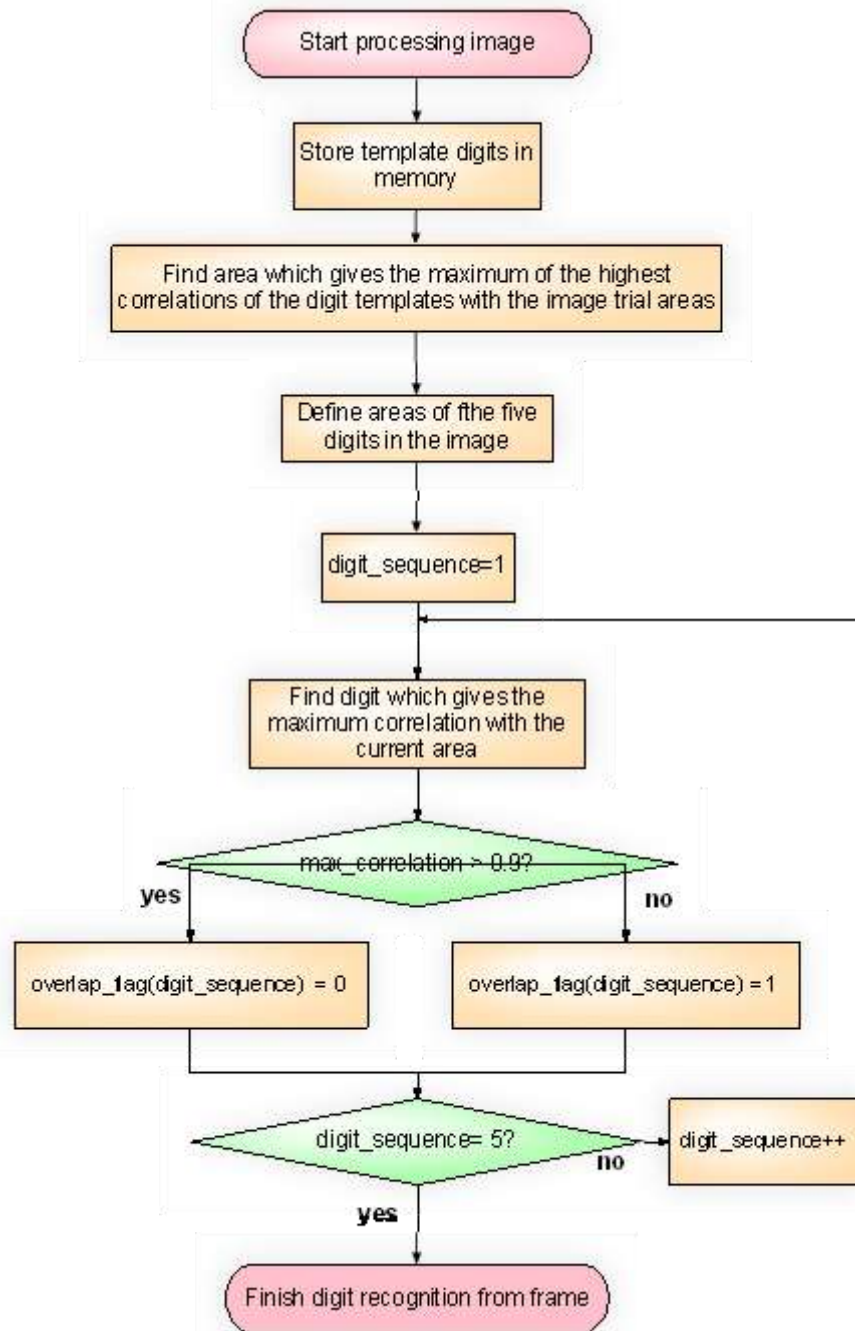 Start processing image
Store template digits in
memory
Find area which gives the maximum of the highest
correlations of the digit templates with the image trial areas
Define areas of fthe five
digits in the image
digit_sequence=1
Find digit which gives the
maximum correlation with the
current area
max_correlation > 0.9?
yes
no
overlap_flag(digit_sequence) = 0
overlap_flag(digit_sequence) = 1
digit_sequence= 5?
digit_sequence++
no
yes
Finish digit recognition from frame